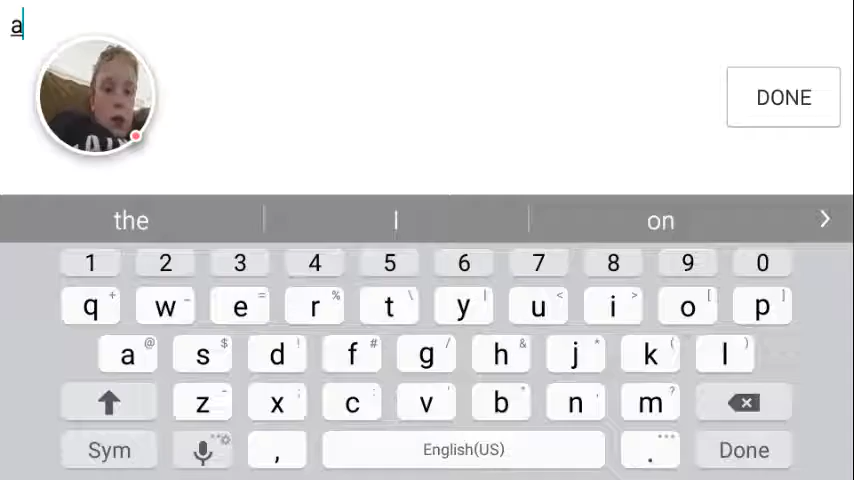 a
DONE
the I on >
1 2 3 4 5 6 7 8 9 0
q + w - e = r % t \ y | u < i > o [ p ]
a @ s $ d ! f # g / h & j * k ( l )
z - x ; c : v ' b " n , m ?
Sym , English(US) . Done